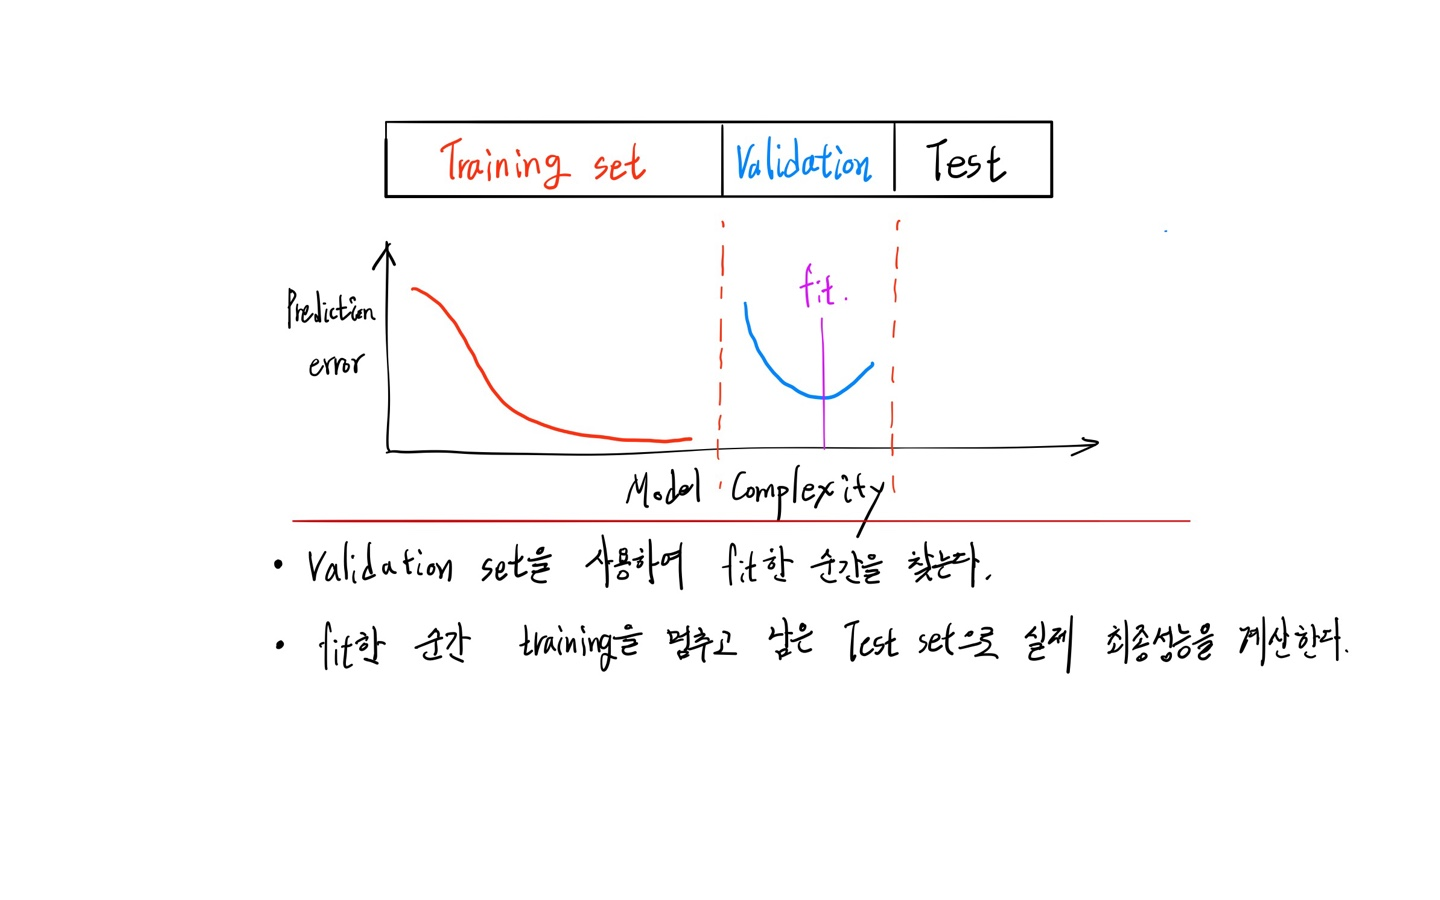 Training set Validation Test
fit.
Prediction
error
Model Complexity
• Validation set을 사용하여 fit한 순간을 찾는다.
• fit한 순간 training을 멈추고 남은 Test set으로 실제 최종성능을 계산한다.